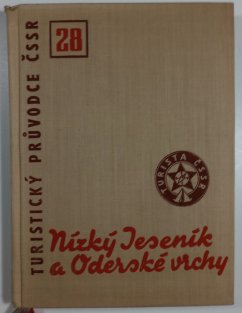 TURISTICKÝ PRŮVODCE ČSSR
28
TURISTA ČSSR
Nízký Jeseník
a Oderské vrchy